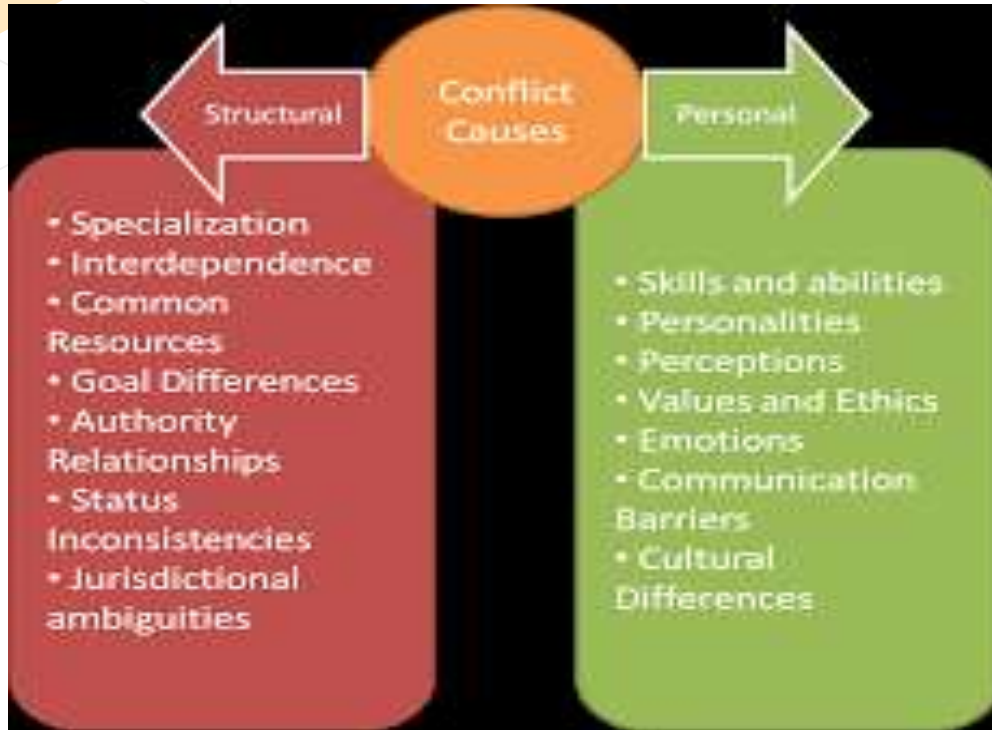 Conflict
Causes
Structural
Personal
• Specialization
• Interdependence
• Common
Resources
• Goal Differences
• Authority
Relationships
• Status
Inconsistencies
• Jurisdictional
ambiguities
• Skills and abilities
• Personalities
• Perceptions
• Values and Ethics
• Emotions
• Communication
Barriers
• Cultural
Differences